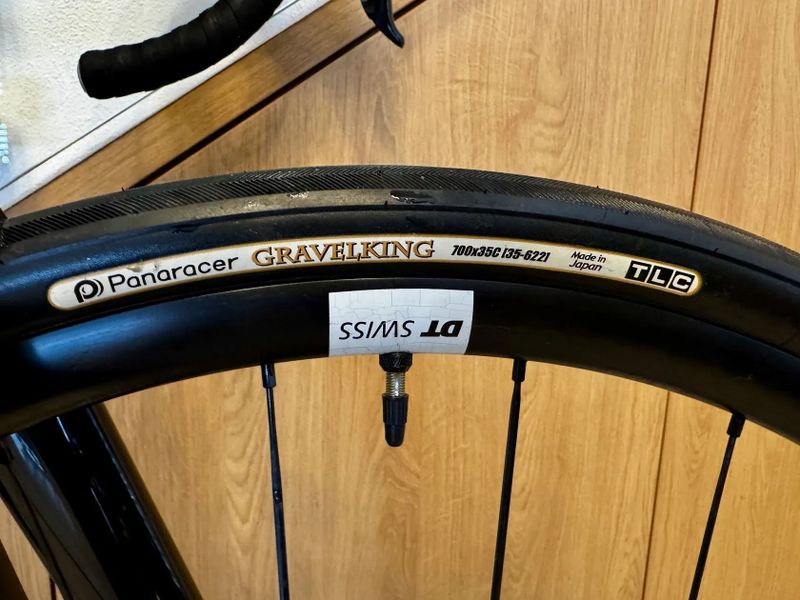 Panaracer GRAVELKING 700x35C [35-622] Made in Japan TLC
DT SWISS